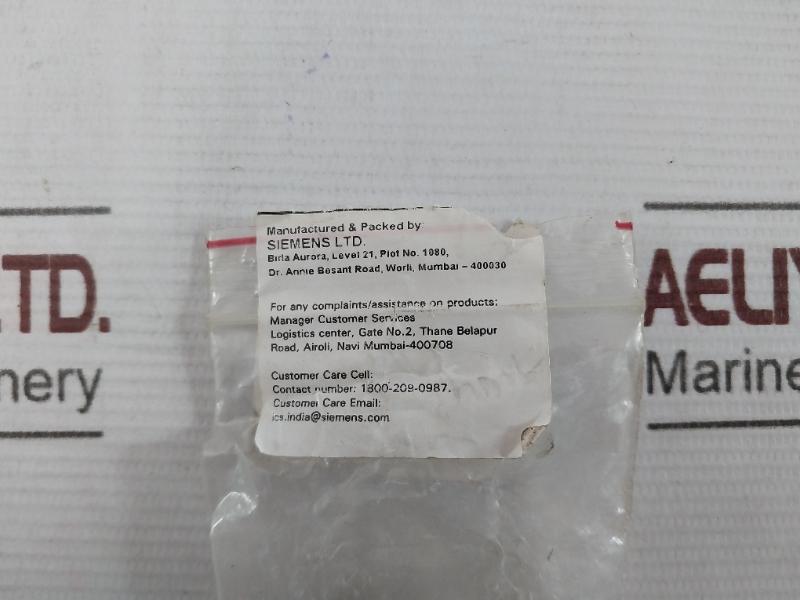 Manufactured & Packed by
SIEMENS LTD.
Birla Aurora, Level 21, Plot No. 1080,
Dr. Annie Besant Road, Worli, Mumbai – 400030
For any complaints/assistance on products:
Manager Customer Services
Logistics center, Gate No.2, Thane Belapur
Road, Airoli, Navi Mumbai-400708
Customer Care Cell:
Contact number: 1800-209-0987.
Customer Care Email:
ics.india@siemens.com
LTD.
nery
AELIY
Marine